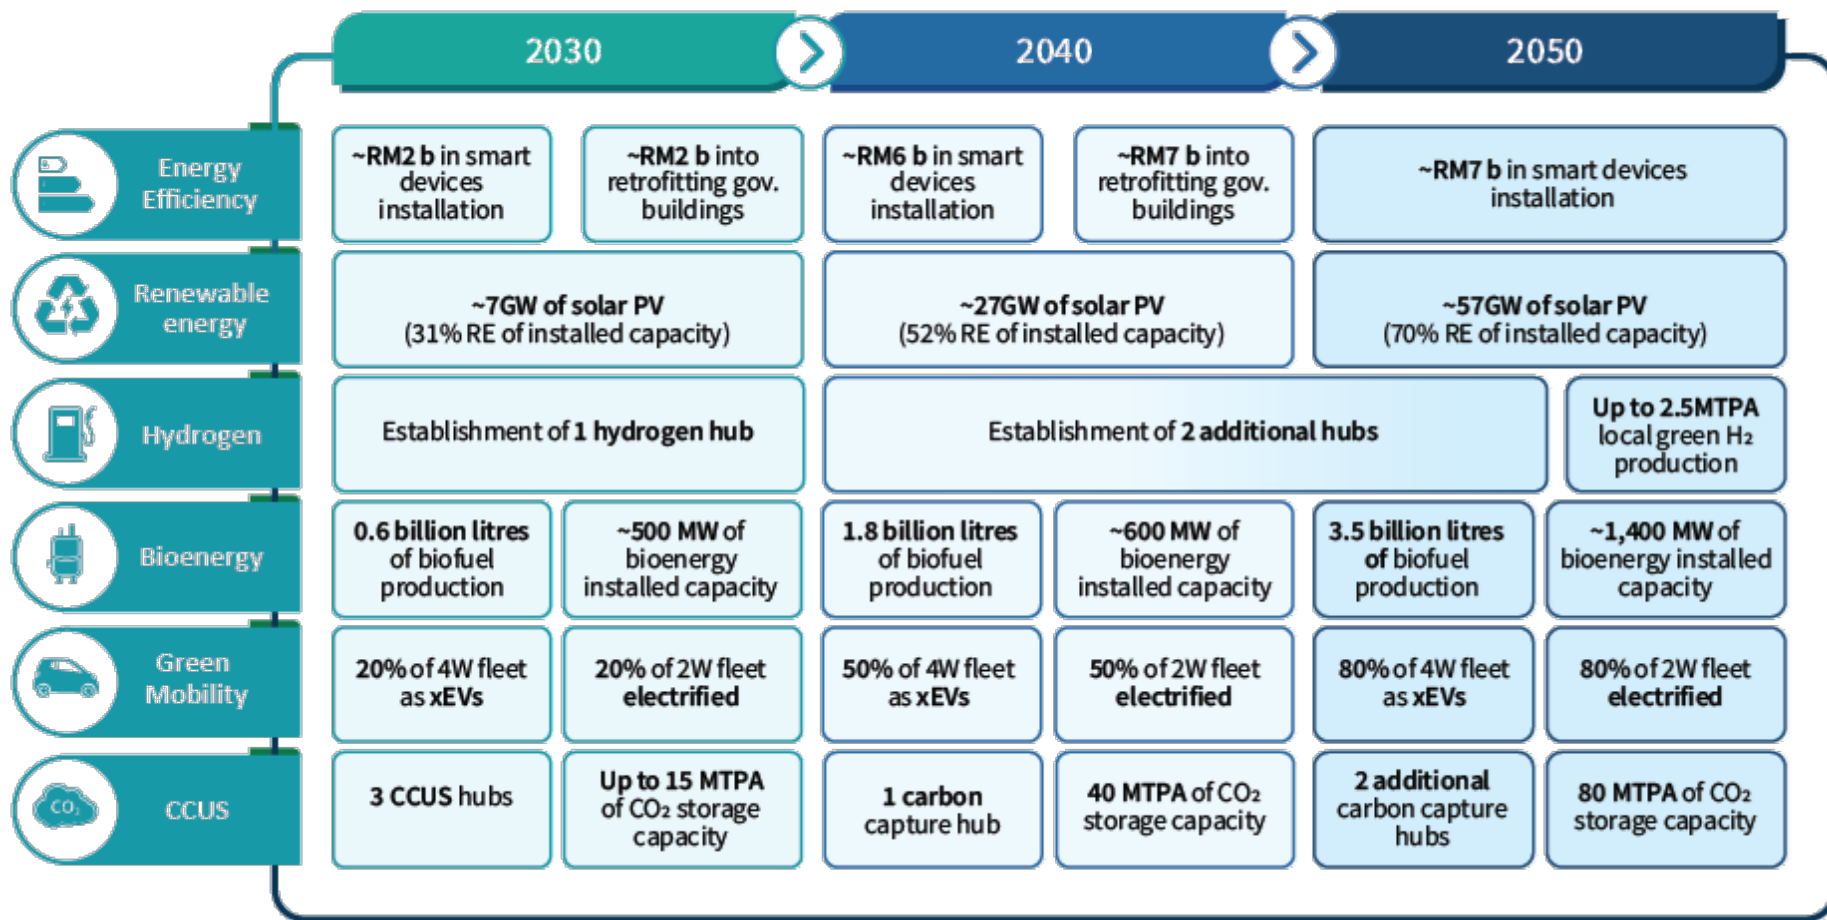 2030
2040
2050
Energy
Efficiency
~RM2 b in smart
devices
installation
~RM2 b into
retrofitting gov.
buildings
~RM6 b in smart
devices
installation
~RM7 b into
retrofitting gov.
buildings
~RM7 b in smart devices
installation
Renewable
energy
~7GW of solar PV
(31% RE of installed capacity)
~27GW of solar PV
(52% RE of installed capacity)
~57GW of solar PV
(70% RE of installed capacity)
Hydrogen
Establishment of 1 hydrogen hub
Establishment of 2 additional hubs
Up to 2.5MTPA
local green H₂
production
Bioenergy
0.6 billion litres
of biofuel
production
~500 MW of
bioenergy
installed capacity
1.8 billion litres
of biofuel
production
~600 MW of
bioenergy
installed capacity
3.5 billion litres
of biofuel
production
~1,400 MW of
bioenergy installed
capacity
Green
Mobility
20% of 4W fleet
as xEVs
20% of 2W fleet
electrified
50% of 4W fleet
as xEVs
50% of 2W fleet
electrified
80% of 4W fleet
as xEVs
80% of 2W fleet
electrified
CO₂
CCUS
3 CCUS hubs
Up to 15 MTPA
of CO₂ storage
capacity
1 carbon
capture hub
40 MTPA of CO₂
storage capacity
2 additional
carbon capture
hubs
80 MTPA of CO₂
storage capacity